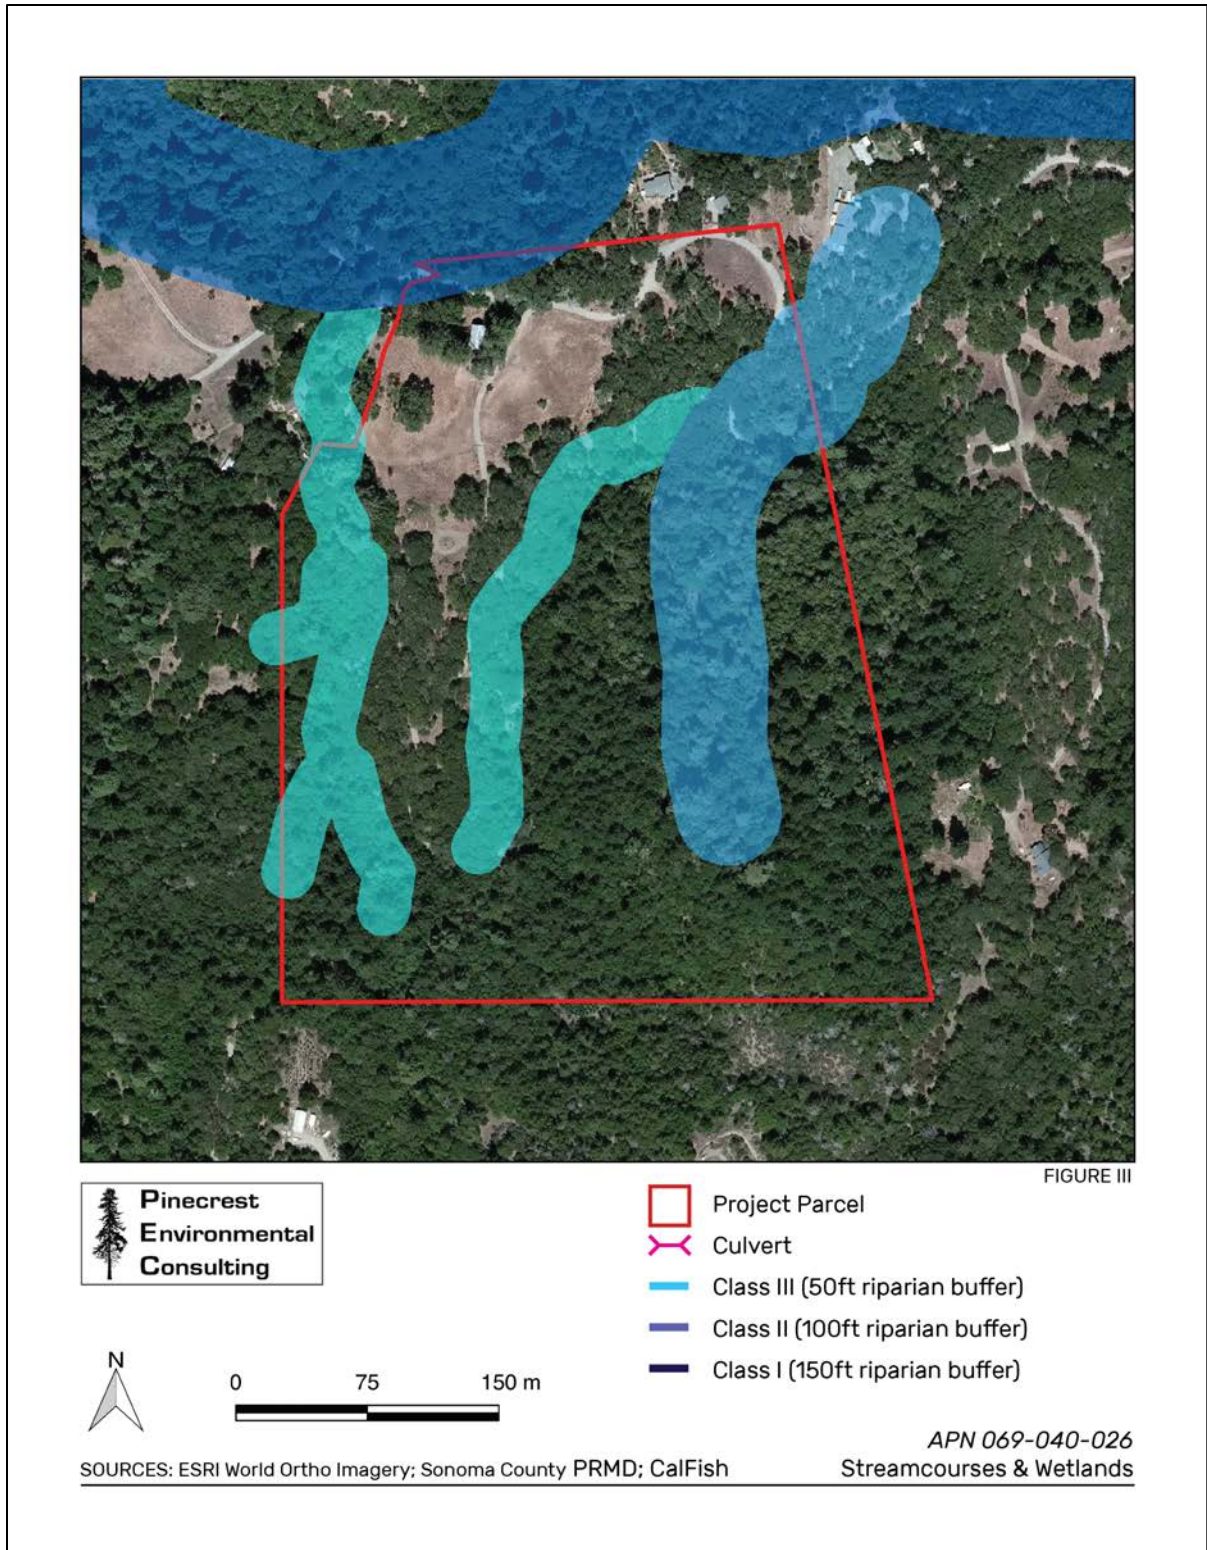 FIGURE III
Pinecrest
Environmental
Consulting
Project Parcel
Culvert
Class III (50ft riparian buffer)
Class II (100ft riparian buffer)
Class I (150ft riparian buffer)
N
0 75 150 m
APN 069-040-026
SOURCES: ESRI World Ortho Imagery; Sonoma County PRMD; CalFish
Streamcourses & Wetlands